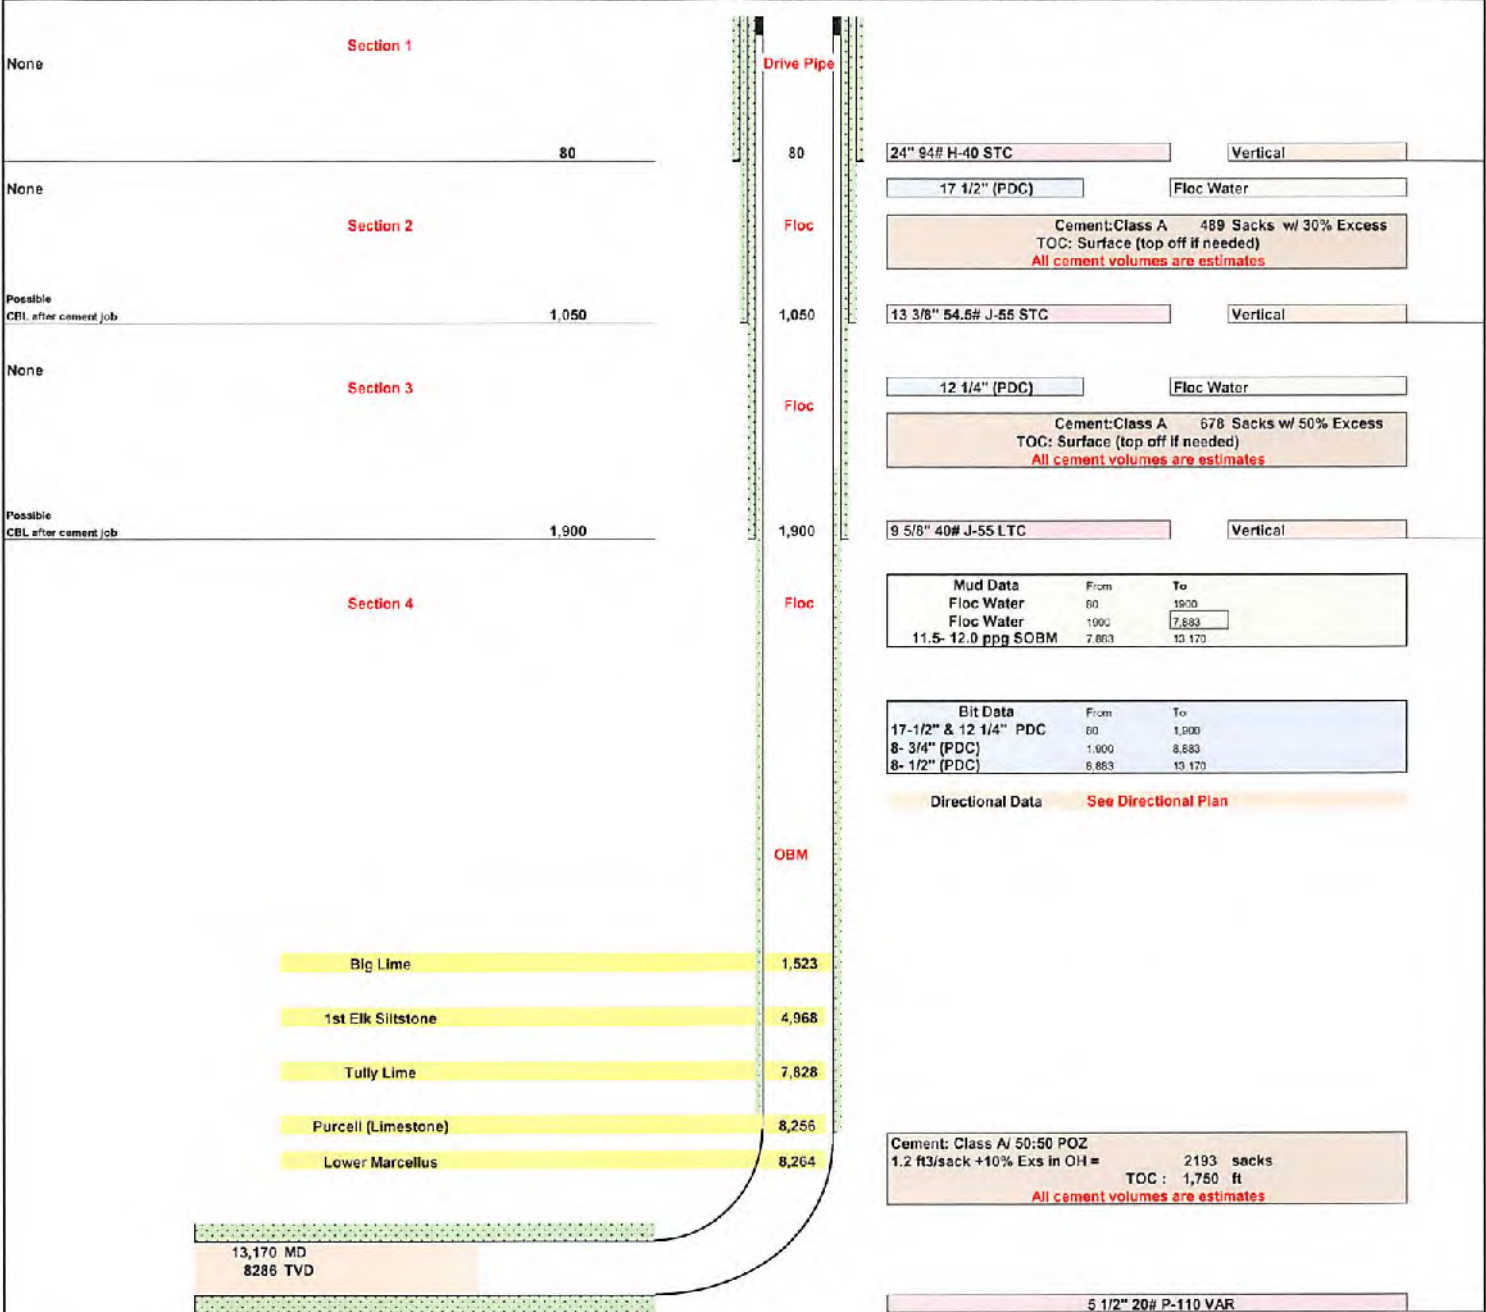 Section 1
None
Drive Pipe
80
80
24" 94# H-40 STC
Vertical
None
17 1/2" (PDC)
Floc Water
Section 2
Floc
Cement:Class A 489 Sacks w/ 30% Excess
TOC: Surface (top off if needed)
All cement volumes are estimates
Possible
CBL after cement job
1,050
1,050
13 3/8" 54.5# J-55 STC
Vertical
None
Section 3
12 1/4" (PDC)
Floc Water
Floc
Cement:Class A 678 Sacks w/ 50% Excess
TOC: Surface (top off if needed)
All cement volumes are estimates
Possible
CBL after cement job
1,900
1,900
9 5/8" 40# J-55 LTC
Vertical
Section 4
Floc
Mud Data From To
Floc Water 80 1900
Floc Water 1900 7,883
11.5- 12.0 ppg SOBM 7,883 13,170
Bit Data From To
17-1/2" & 12 1/4" PDC 80 1,900
8- 3/4" (PDC) 1,900 8,883
8- 1/2" (PDC) 8,883 13,170
Directional Data See Directional Plan
OBM
Big Lime 1,523
1st Elk Siltstone 4,968
Tully Lime 7,828
Purcell (Limestone) 8,256
Lower Marcellus 8,264
Cement: Class A/ 50:50 POZ
1.2 ft3/sack +10% Exs in OH = 2193 sacks
TOC : 1,750 ft
All cement volumes are estimates
13,170 MD
8286 TVD
5 1/2" 20# P-110 VAR